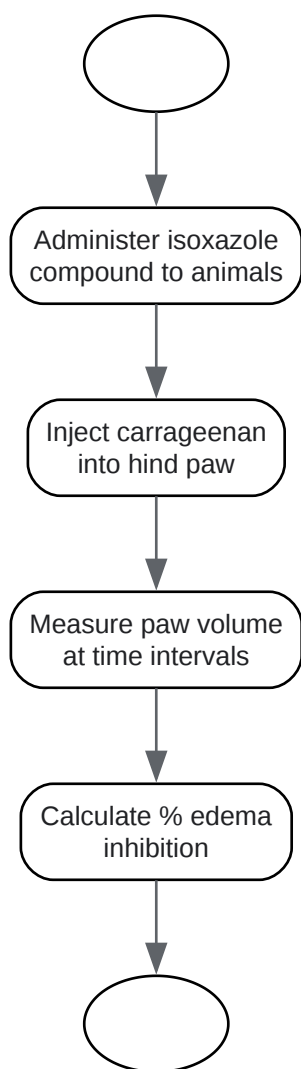 Administer isoxazole
compound to animals
Inject carrageenan
into hind paw
Measure paw volume
at time intervals
Calculate % edema
inhibition